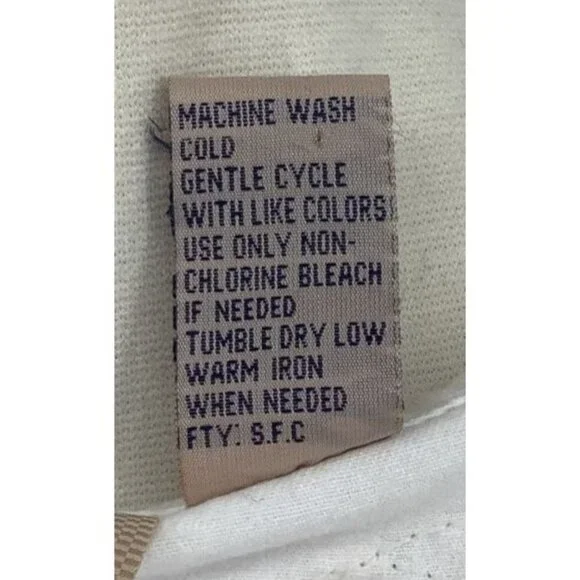 MACHINE WASH
COLD
GENTLE CYCLE
WITH LIKE COLORS
USE ONLY NON-
CHLORINE BLEACH
IF NEEDED
TUMBLE DRY LOW
WARM IRON
WHEN NEEDED
FTY: S.F.C